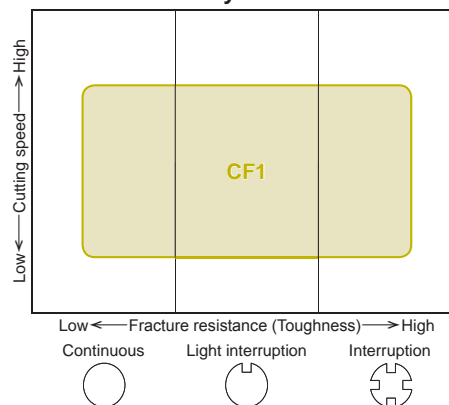 High
Cutting speed
Low
CF1
Low Fracture resistance (Toughness) High
Continuous Light interruption Interruption